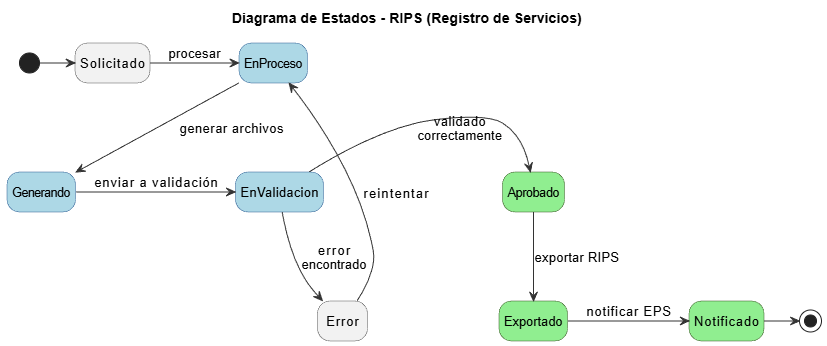 Diagrama de Estados - RIPS (Registro de Servicios)
Solicitado
procesar
EnProceso
generar archivos
validado
correctamente
Generando
enviar a validación
EnValidacion
reintentar
Aprobado
error
encontrado
exportar RIPS
Error
Exportado
notificar EPS
Notificado